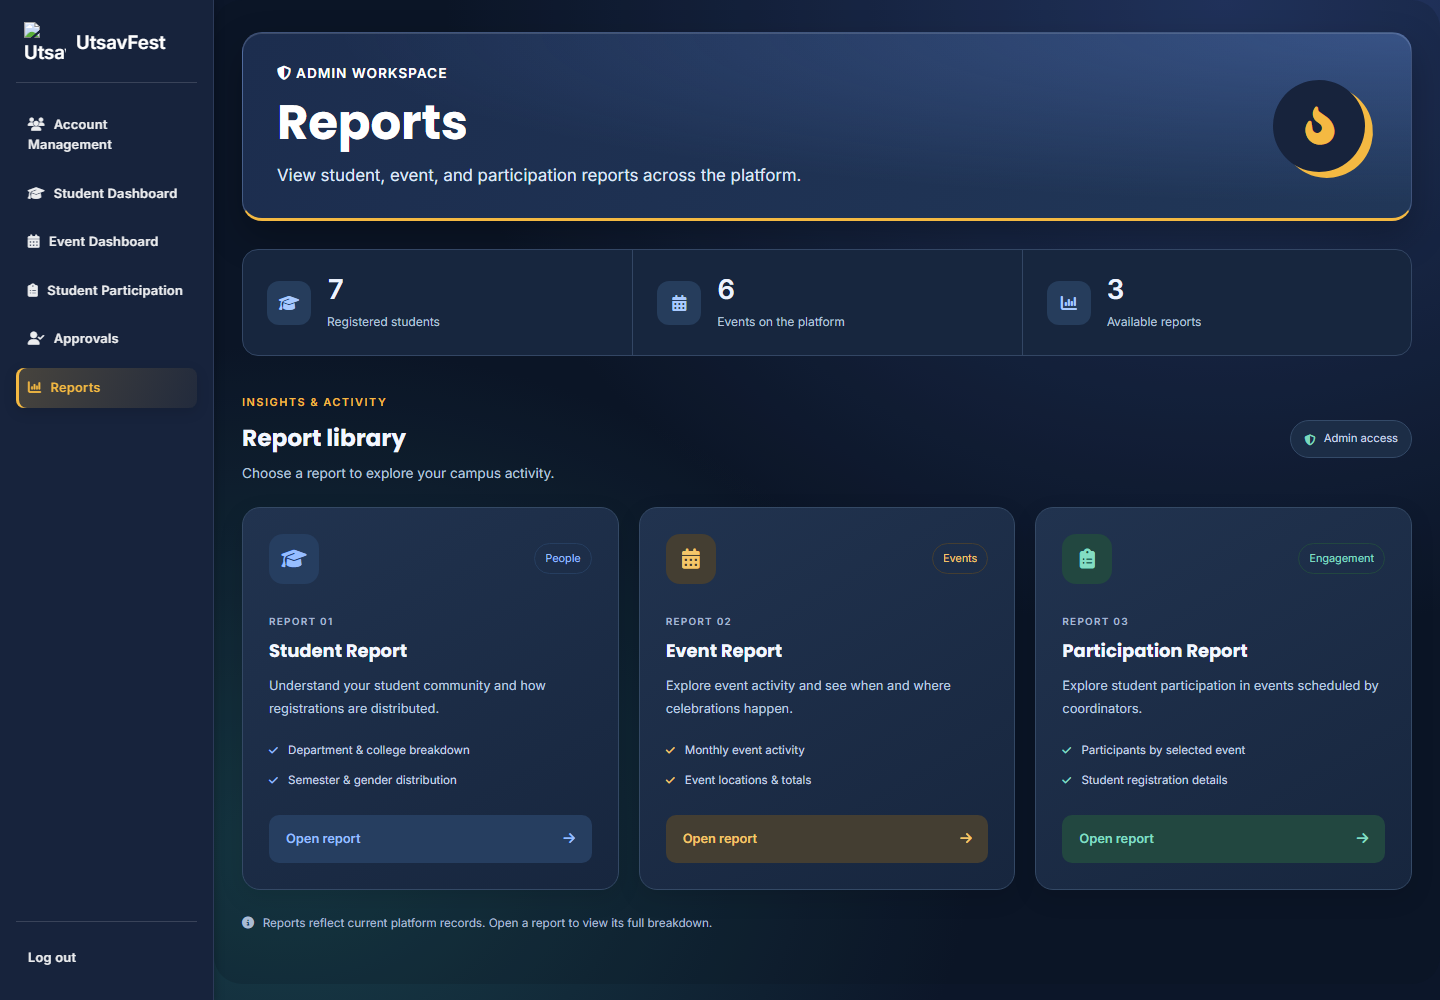 Utsa
UtsavFest
Account
Management
Student Dashboard
Event Dashboard
Student Participation
Approvals
Reports
Log out
ADMIN WORKSPACE
Reports
View student, event, and participation reports across the platform.
7
Registered students
6
Events on the platform
3
Available reports
INSIGHTS & ACTIVITY
Report library
Choose a report to explore your campus activity.
Admin access
People
REPORT 01
Student Report
Understand your student community and how
registrations are distributed.
Department & college breakdown
Semester & gender distribution
Open report
Events
REPORT 02
Event Report
Explore event activity and see when and where
celebrations happen.
Monthly event activity
Event locations & totals
Open report
Engagement
REPORT 03
Participation Report
Explore student participation in events scheduled by
coordinators.
Participants by selected event
Student registration details
Open report
Reports reflect current platform records. Open a report to view its full breakdown.